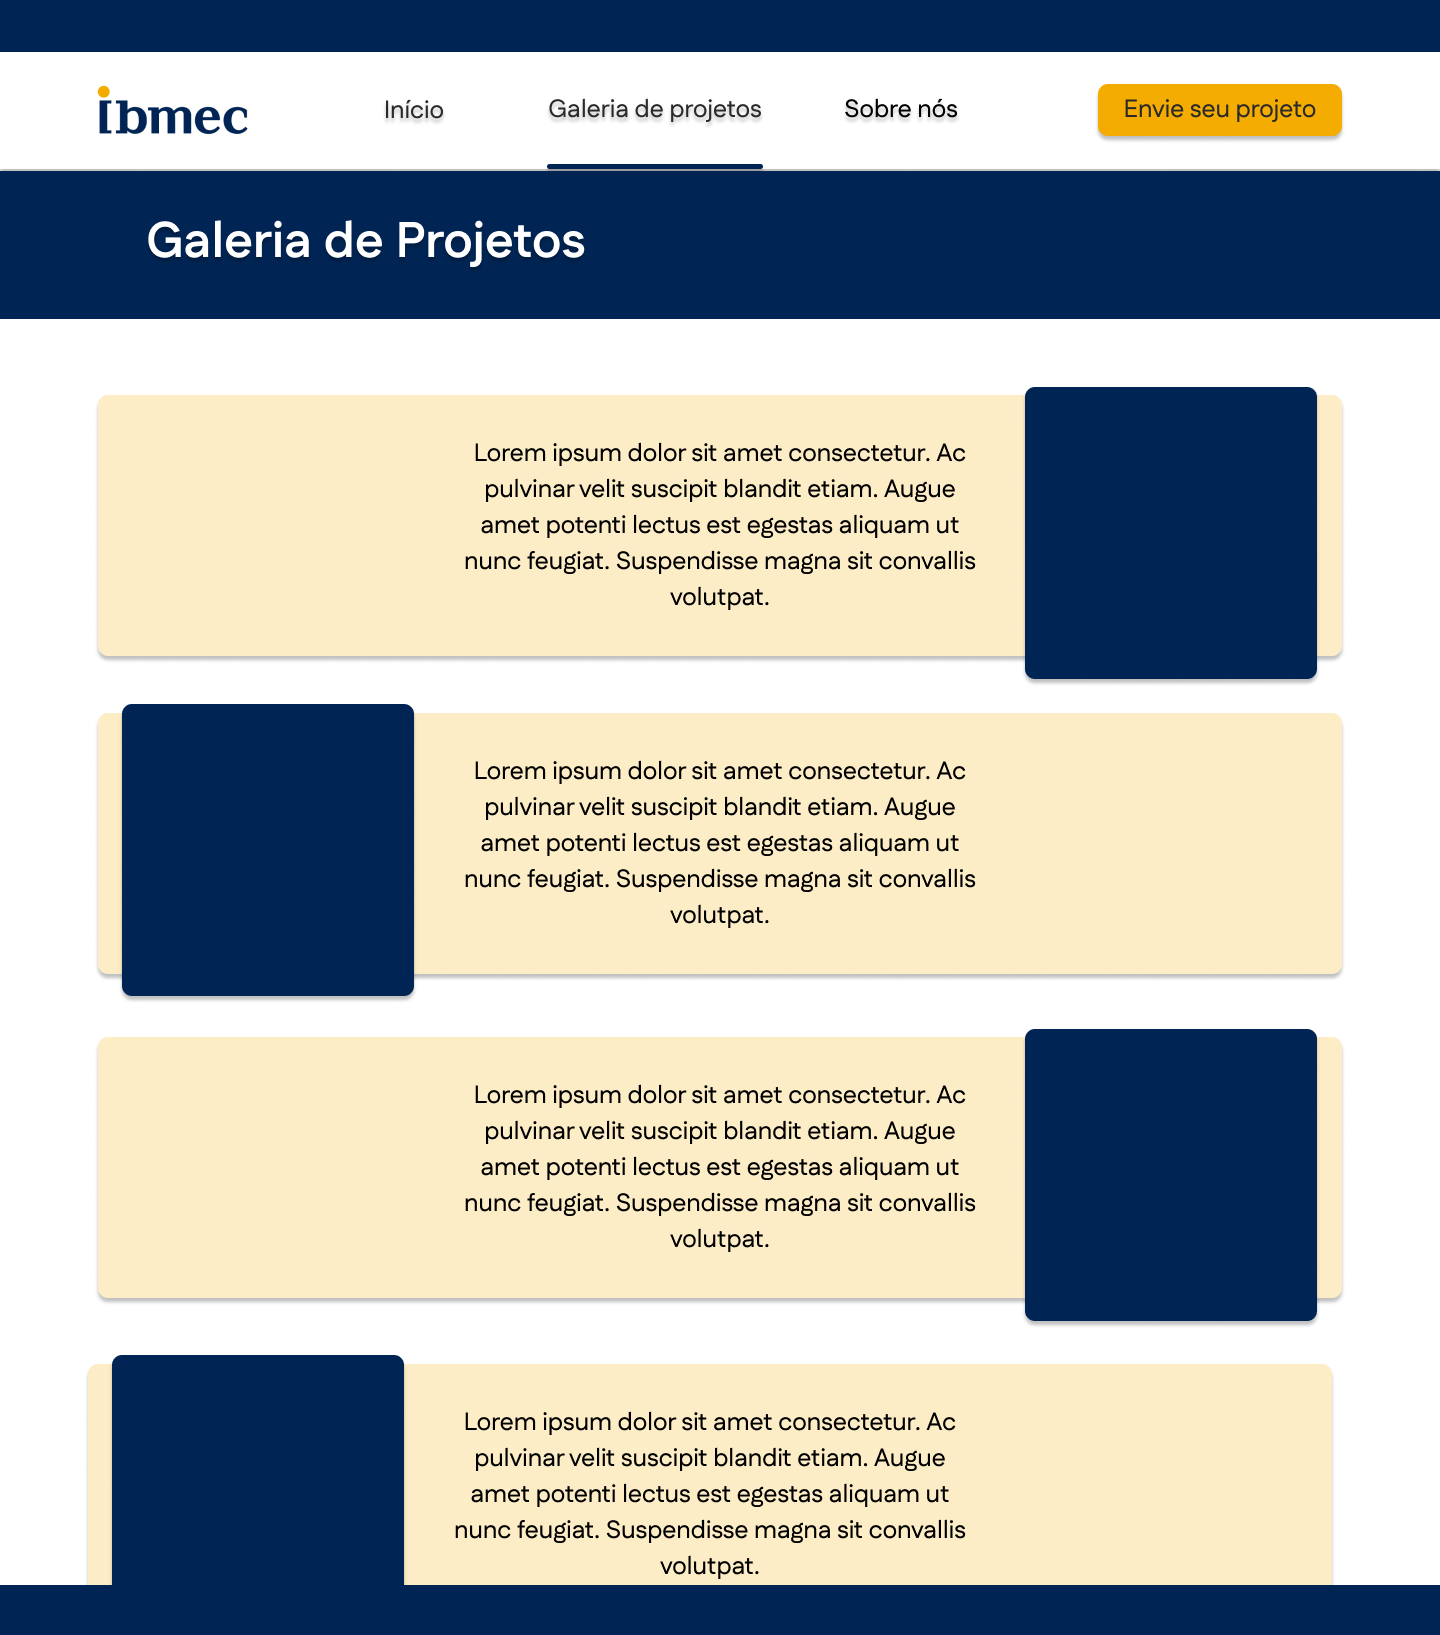 ibmec
Início
Galeria de projetos
Sobre nós
Envie seu projeto
Galeria de Projetos
Lorem ipsum dolor sit amet consectetur. Ac
pulvinar velit suscipit blandit etiam. Augue
amet potenti lectus est egestas aliquam ut
nunc feugiat. Suspendisse magna sit convallis
volutpat.
Lorem ipsum dolor sit amet consectetur. Ac
pulvinar velit suscipit blandit etiam. Augue
amet potenti lectus est egestas aliquam ut
nunc feugiat. Suspendisse magna sit convallis
volutpat.
Lorem ipsum dolor sit amet consectetur. Ac
pulvinar velit suscipit blandit etiam. Augue
amet potenti lectus est egestas aliquam ut
nunc feugiat. Suspendisse magna sit convallis
volutpat.
Lorem ipsum dolor sit amet consectetur. Ac
pulvinar velit suscipit blandit etiam. Augue
amet potenti lectus est egestas aliquam ut
nunc feugiat. Suspendisse magna sit convallis
volutpat.